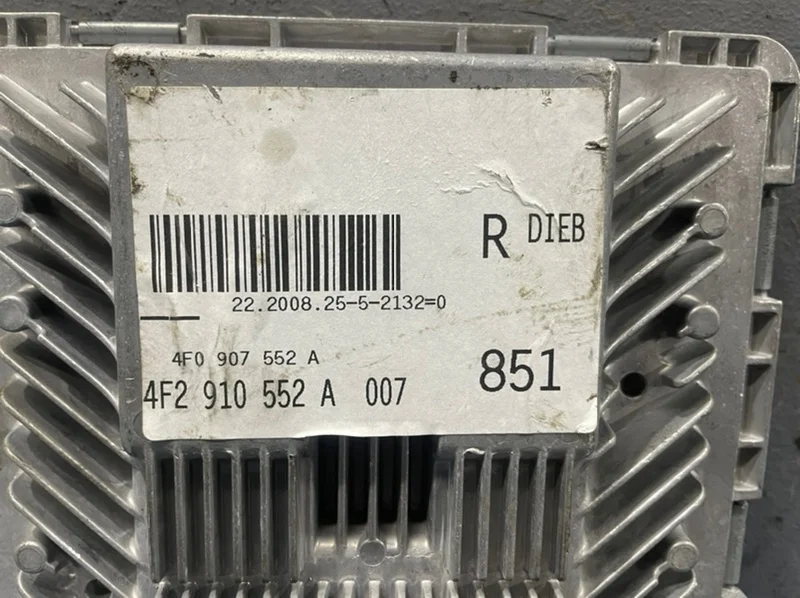 R DIEB
22.2008.25-5-2132=0
4F0 907 552 A
4F2 910 552 A 007
851